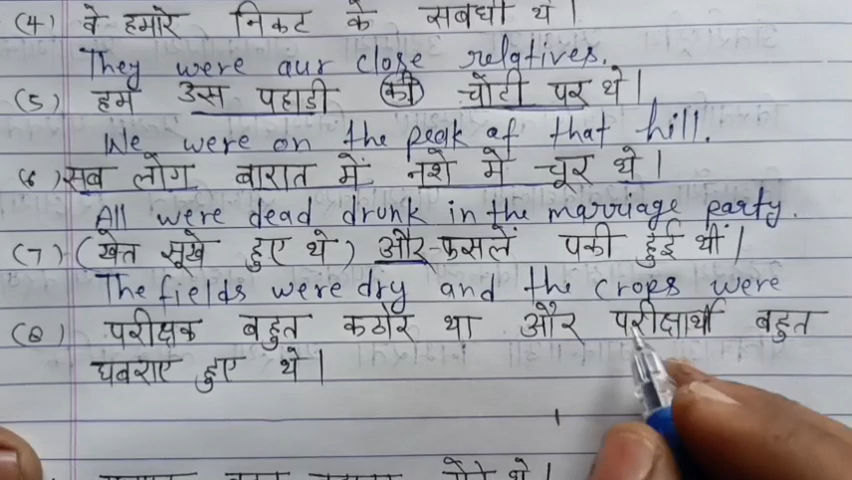 (4) वे हमारे निकट के सबंधी थे।
They were our close relatives.
(5) हम उस पहाड़ी की चोटी पर थे।
We were on the peak of that hill.
(6) सब लोग बारात में नशे में चूर थे।
All were dead drunk in the marriage party.
(7) (खेत सूखे हुए थे) और फसलें पकी हुई थीं।
The fields were dry and the crops were
(8) परीक्षक बहुत कठोर था और परीक्षार्थी बहुत
घबराए हुए थे।